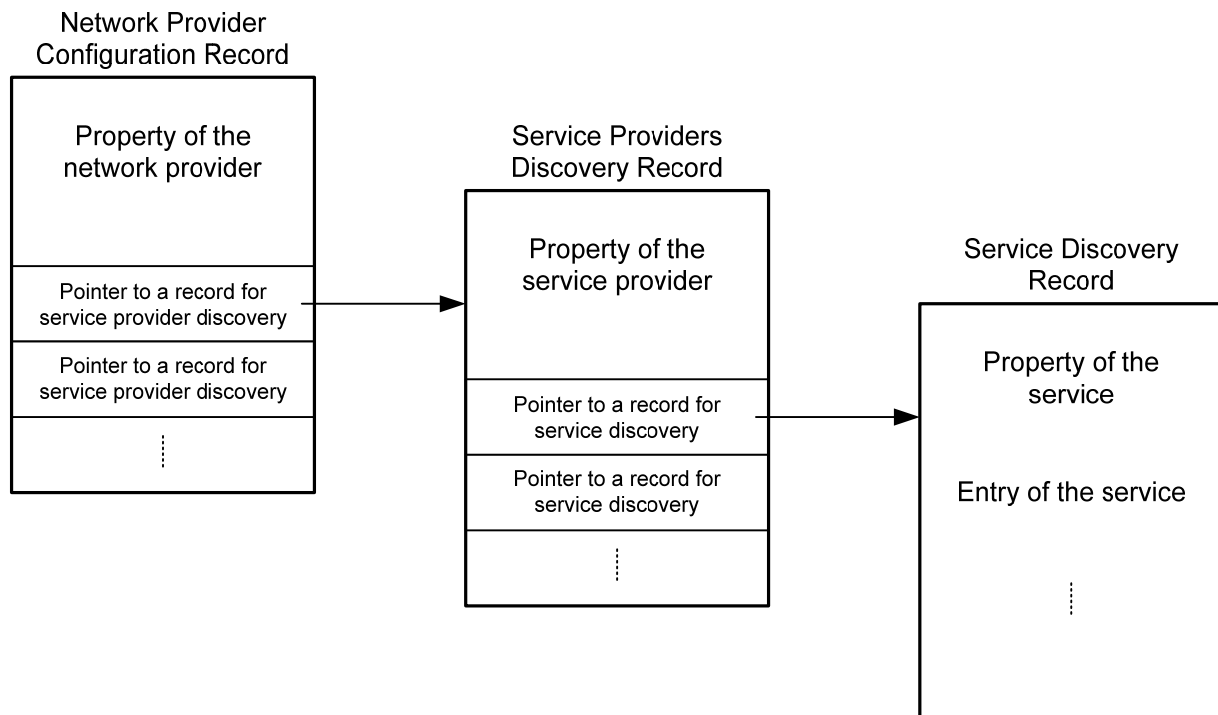 Network Provider
Configuration Record
Property of the
network provider
Pointer to a record for
service provider discovery
Pointer to a record for
service provider discovery
Service Providers
Discovery Record
Property of the
service provider
Pointer to a record for
service discovery
Pointer to a record for
service discovery
Service Discovery
Record
Property of the
service
Entry of the service